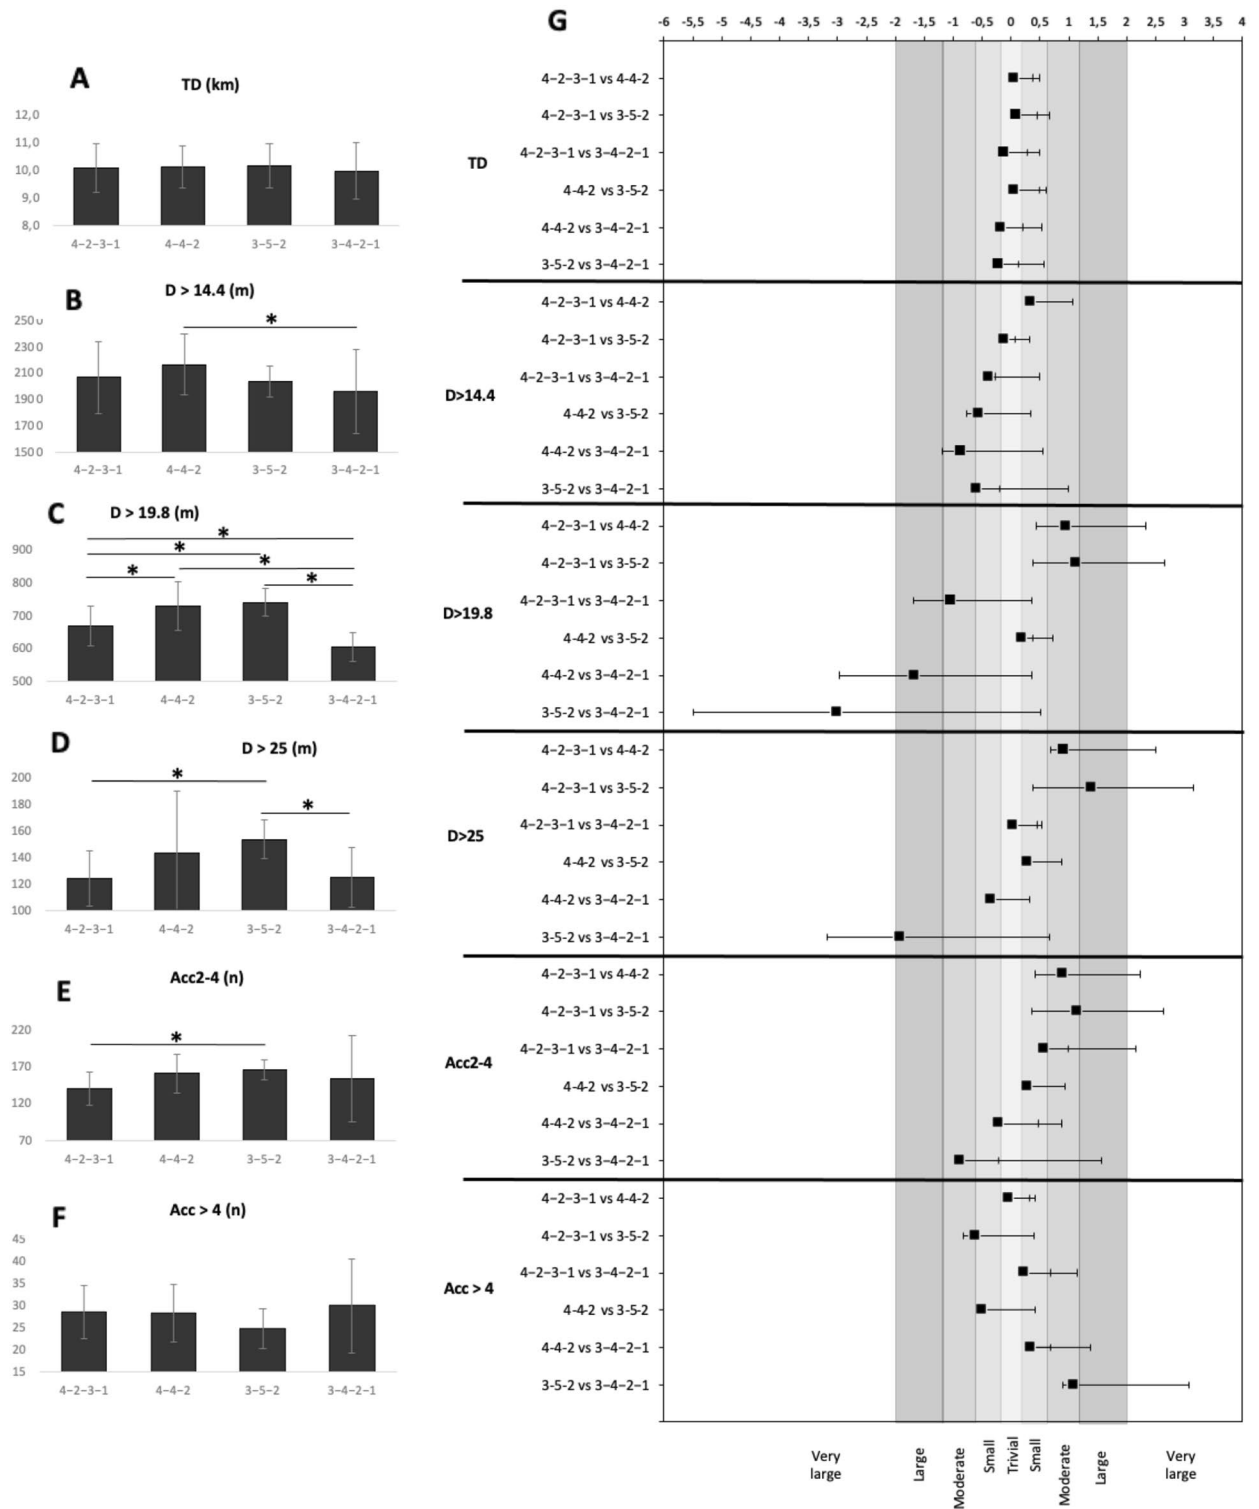 A
TD (km)
12,0
11,0
10,0
9,0
8,0
4-2-3-1 4-4-2 3-5-2 3-4-2-1
B
D > 14.4 (m)
2500
2300
2100
1900
1700
1500
*
4-2-3-1 4-4-2 3-5-2 3-4-2-1
C
D > 19.8 (m)
900
800
700
600
500
*
*
*
*
*
4-2-3-1 4-4-2 3-5-2 3-4-2-1
D
D > 25 (m)
200
180
160
140
120
100
*
*
4-2-3-1 4-4-2 3-5-2 3-4-2-1
E
Acc2-4 (n)
220
170
120
70
*
4-2-3-1 4-4-2 3-5-2 3-4-2-1
F
Acc > 4 (n)
45
40
35
30
25
20
15
4-2-3-1 4-4-2 3-5-2 3-4-2-1
G
-6 -5,5 -5 -4,5 -4 -3,5 -3 -2,5 -2 -1,5 -1 -0,5 0 0,5 1 1,5 2 2,5 3 3,5 4
TD
4-2-3-1 vs 4-4-2
4-2-3-1 vs 3-5-2
4-2-3-1 vs 3-4-2-1
4-4-2 vs 3-5-2
4-4-2 vs 3-4-2-1
3-5-2 vs 3-4-2-1
D>14.4
4-2-3-1 vs 4-4-2
4-2-3-1 vs 3-5-2
4-2-3-1 vs 3-4-2-1
4-4-2 vs 3-5-2
4-4-2 vs 3-4-2-1
3-5-2 vs 3-4-2-1
D>19.8
4-2-3-1 vs 4-4-2
4-2-3-1 vs 3-5-2
4-2-3-1 vs 3-4-2-1
4-4-2 vs 3-5-2
4-4-2 vs 3-4-2-1
3-5-2 vs 3-4-2-1
D>25
4-2-3-1 vs 4-4-2
4-2-3-1 vs 3-5-2
4-2-3-1 vs 3-4-2-1
4-4-2 vs 3-5-2
4-4-2 vs 3-4-2-1
3-5-2 vs 3-4-2-1
Acc2-4
4-2-3-1 vs 4-4-2
4-2-3-1 vs 3-5-2
4-2-3-1 vs 3-4-2-1
4-4-2 vs 3-5-2
4-4-2 vs 3-4-2-1
3-5-2 vs 3-4-2-1
Acc > 4
4-2-3-1 vs 4-4-2
4-2-3-1 vs 3-5-2
4-2-3-1 vs 3-4-2-1
4-4-2 vs 3-5-2
4-4-2 vs 3-4-2-1
3-5-2 vs 3-4-2-1
Very
large
Large
Moderate
Small
Trivial
Small
Moderate
Large
Very
large